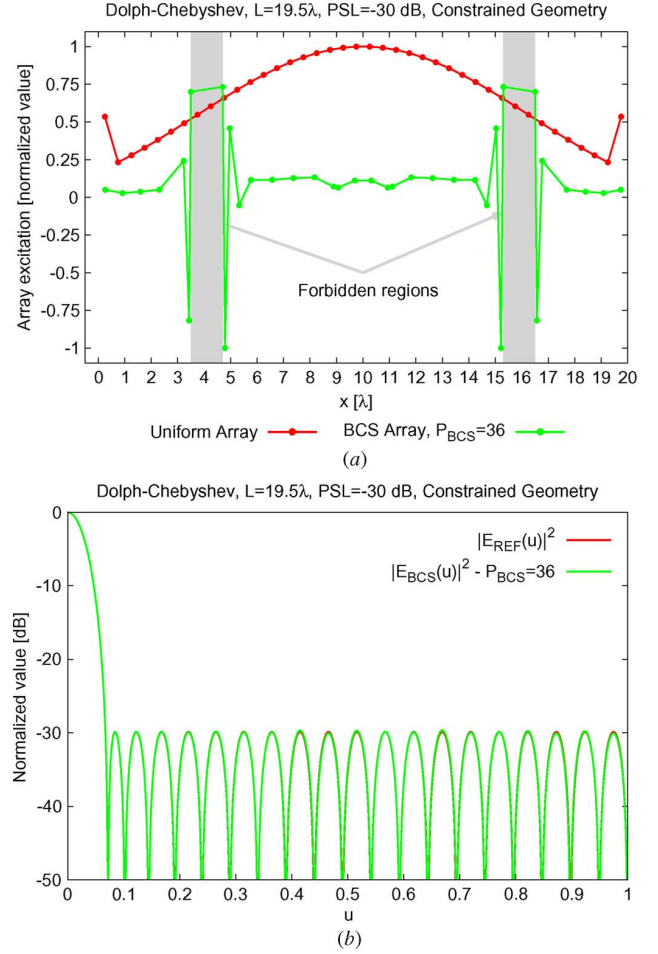 Dolph-Chebyshev, L=19.5λ, PSL=-30 dB, Constrained Geometry
Array excitation [normalized value]
1
0.75
0.5
0.25
0
-0.25
-0.5
-0.75
-1
Forbidden regions
0 1 2 3 4 5 6 7 8 9 10 11 12 13 14 15 16 17 18 19 20
x [λ]
Uniform Array BCS Array, P_BCS=36
(a)
Dolph-Chebyshev, L=19.5λ, PSL=-30 dB, Constrained Geometry
Normalized value [dB]
0
-10
-20
-30
-40
-50
|E_REF(u)|²
|E_BCS(u)|² - P_BCS=36
0 0.1 0.2 0.3 0.4 0.5 0.6 0.7 0.8 0.9 1
u
(b)